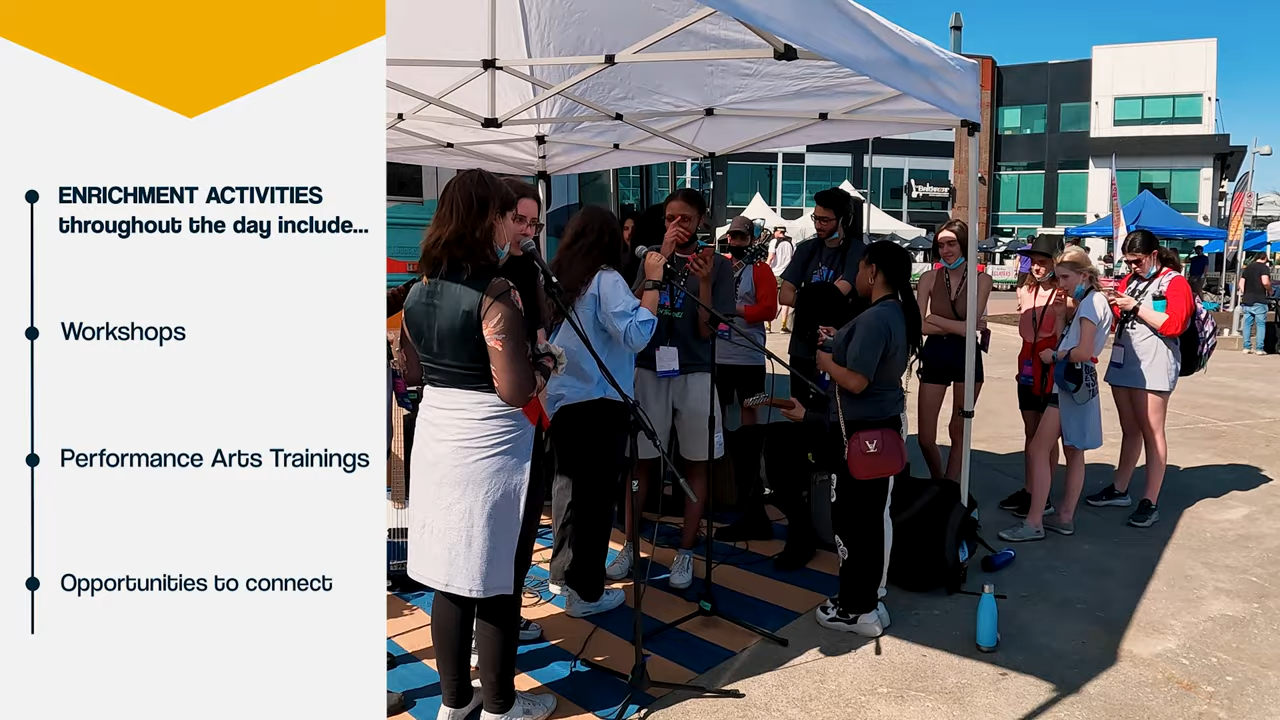 ENRICHMENT ACTIVITIES
throughout the day include...
Workshops
Performance Arts Trainings
Opportunities to connect